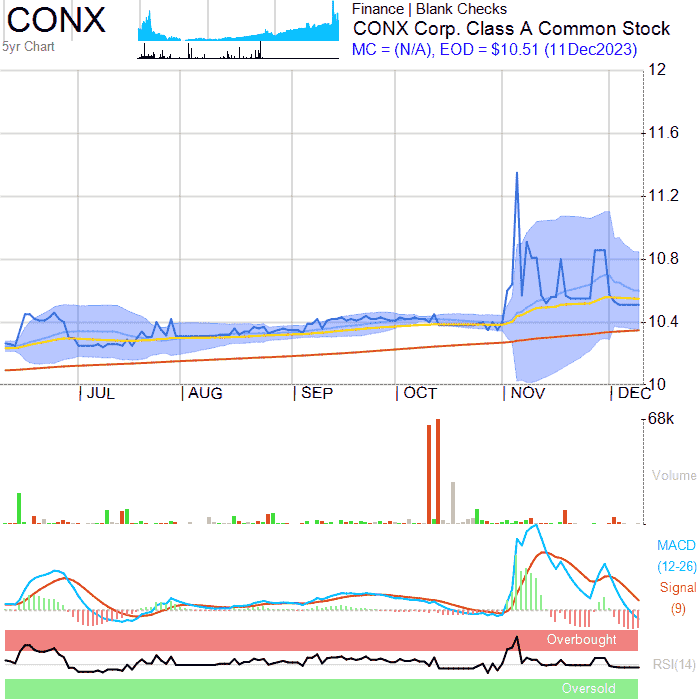 CONX
5yr Chart
Finance | Blank Checks
CONX Corp. Class A Common Stock
MC = (N/A), EOD = $10.51 (11Dec2023)
12
11.6
11.2
10.8
10.4
10
JUL AUG SEP OCT NOV DEC
68k
Volume
MACD
(12-26)
Signal
(9)
Overbought
RSI(14)
Oversold